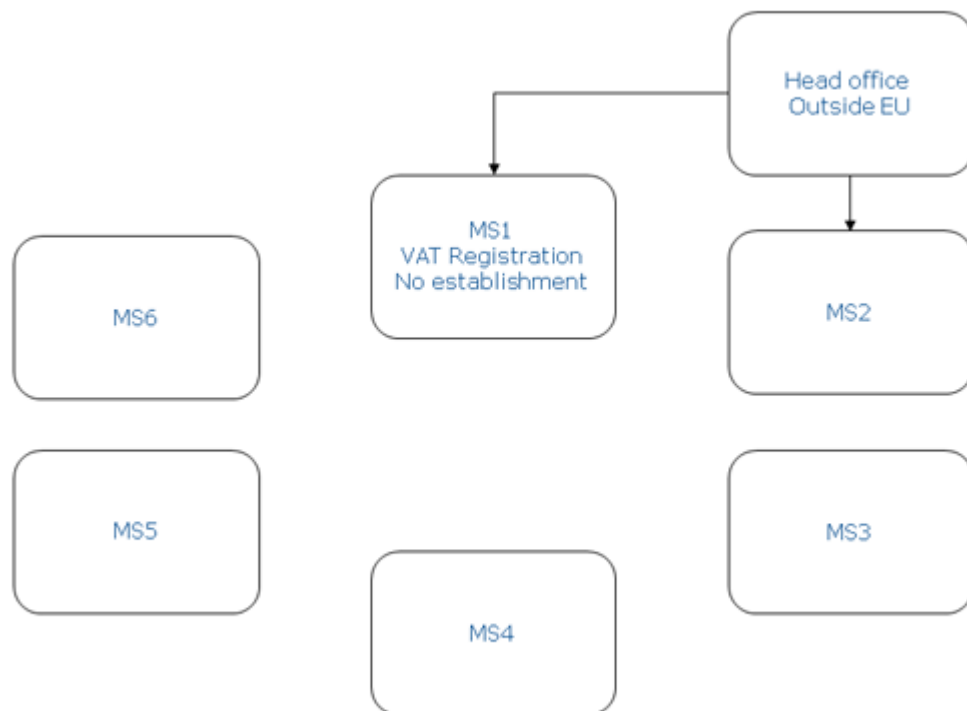 Head office
Outside EU
MS1
VAT Registration
No establishment
MS6
MS2
MS5
MS3
MS4